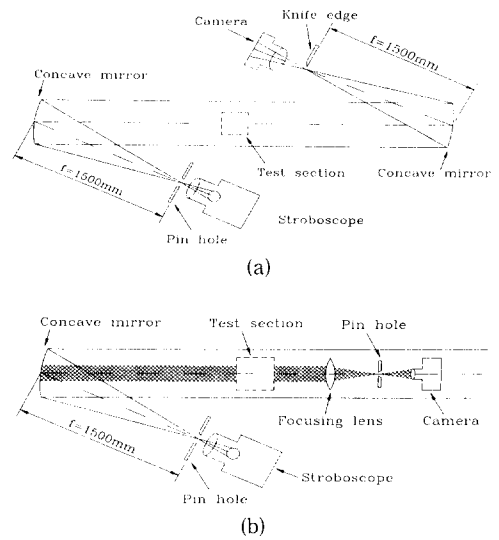 Camera
Knife edge
f=1500mm
Concave mirror
f=1500mm
Test section
Concave mirror
Stroboscope
Pin hole
(a)
Concave mirror
Test section
Pin hole
f=1500mm
Focusing lens
Camera
Stroboscope
Pin hole
(b)